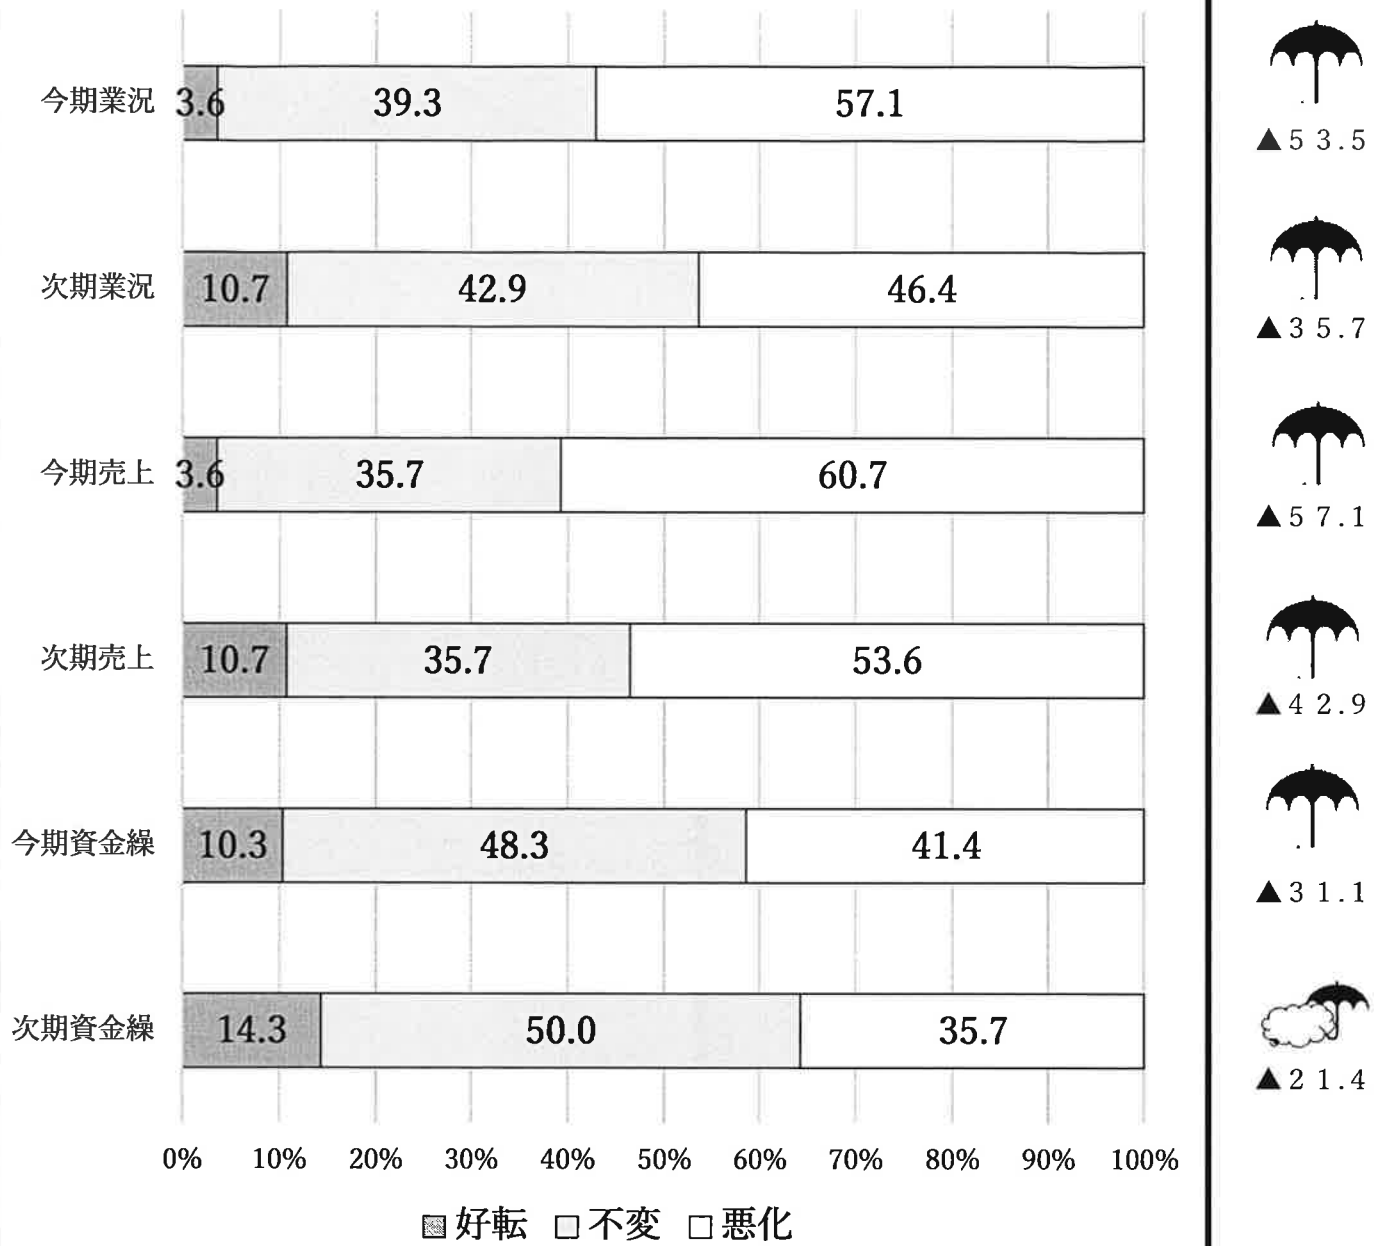 今期業況 3.6 39.3 57.1 ▲53.5
次期業況 10.7 42.9 46.4 ▲35.7
今期売上 3.6 35.7 60.7 ▲57.1
次期売上 10.7 35.7 53.6 ▲42.9
今期資金繰 10.3 48.3 41.4 ▲31.1
次期資金繰 14.3 50.0 35.7 ▲21.4
0% 10% 20% 30% 40% 50% 60% 70% 80% 90% 100%
好転 不変 悪化